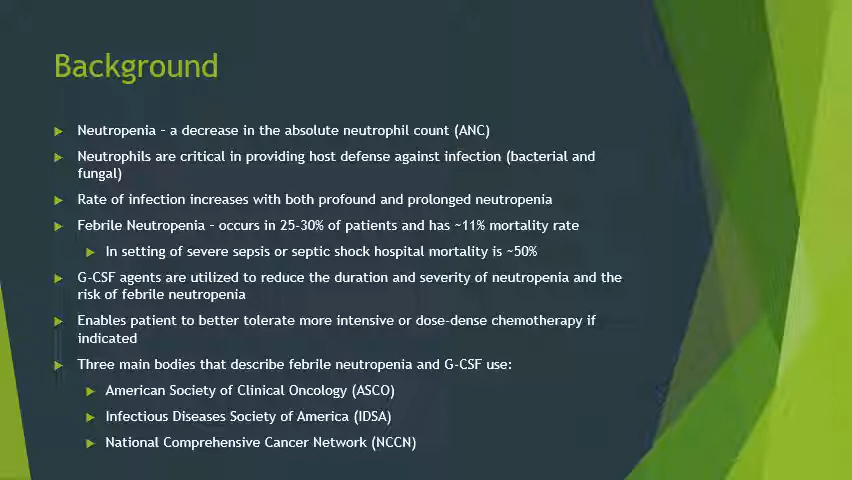 Background
Neutropenia – a decrease in the absolute neutrophil count (ANC)
Neutrophils are critical in providing host defense against infection (bacterial and
fungal)
Rate of infection increases with both profound and prolonged neutropenia
Febrile Neutropenia – occurs in 25-30% of patients and has ~11% mortality rate
In setting of severe sepsis or septic shock hospital mortality is ~50%
G-CSF agents are utilized to reduce the duration and severity of neutropenia and the
risk of febrile neutropenia
Enables patient to better tolerate more intensive or dose-dense chemotherapy if
indicated
Three main bodies that describe febrile neutropenia and G-CSF use:
American Society of Clinical Oncology (ASCO)
Infectious Diseases Society of America (IDSA)
National Comprehensive Cancer Network (NCCN)